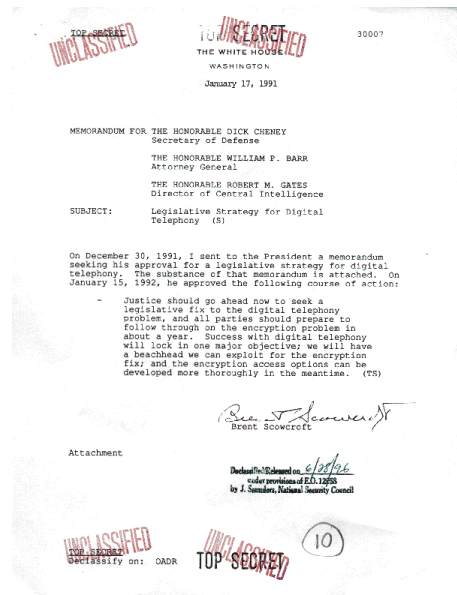 TOP SECRET
UNCLASSIFIED
TOP SECRET
UNCLASSIFIED
30007
THE WHITE HOUSE
WASHINGTON
January 17, 1991
MEMORANDUM FOR THE HONORABLE DICK CHENEY
Secretary of Defense
THE HONORABLE WILLIAM P. BARR
Attorney General
THE HONORABLE ROBERT M. GATES
Director of Central Intelligence
SUBJECT: Legislative Strategy for Digital
Telephony (S)
On December 30, 1991, I sent to the President a memorandum
seeking his approval for a legislative strategy for digital
telephony. The substance of that memorandum is attached. On
January 15, 1992, he approved the following course of action:
- Justice should go ahead now to seek a
legislative fix to the digital telephony
problem, and all parties should prepare to
follow through on the encryption problem in
about a year. Success with digital telephony
will lock in one major objective; we will have
a beachhead we can exploit for the encryption
fix; and the encryption access options can be
developed more thoroughly in the meantime. (TS)
Brent Scowcroft
Brent Scowcroft
Attachment
Declassified/Released on 6/28/96
under provisions of E.O. 12958
by J. Saunders, National Security Council
UNCLASSIFIED
TOP SECRET
Declassify on: OADR
UNCLASSIFIED
TOP SECRET
10